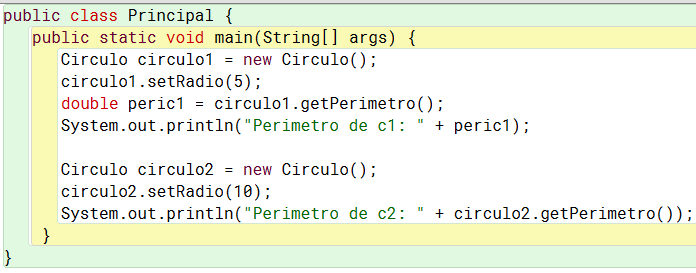 public class Principal {
public static void main(String[] args) {
Circulo circulo1 = new Circulo();
circulo1.setRadio(5);
double peric1 = circulo1.getPerimetro();
System.out.println("Perimetro de c1: " + peric1);
Circulo circulo2 = new Circulo();
circulo2.setRadio(10);
System.out.println("Perimetro de c2: " + circulo2.getPerimetro());
}
}